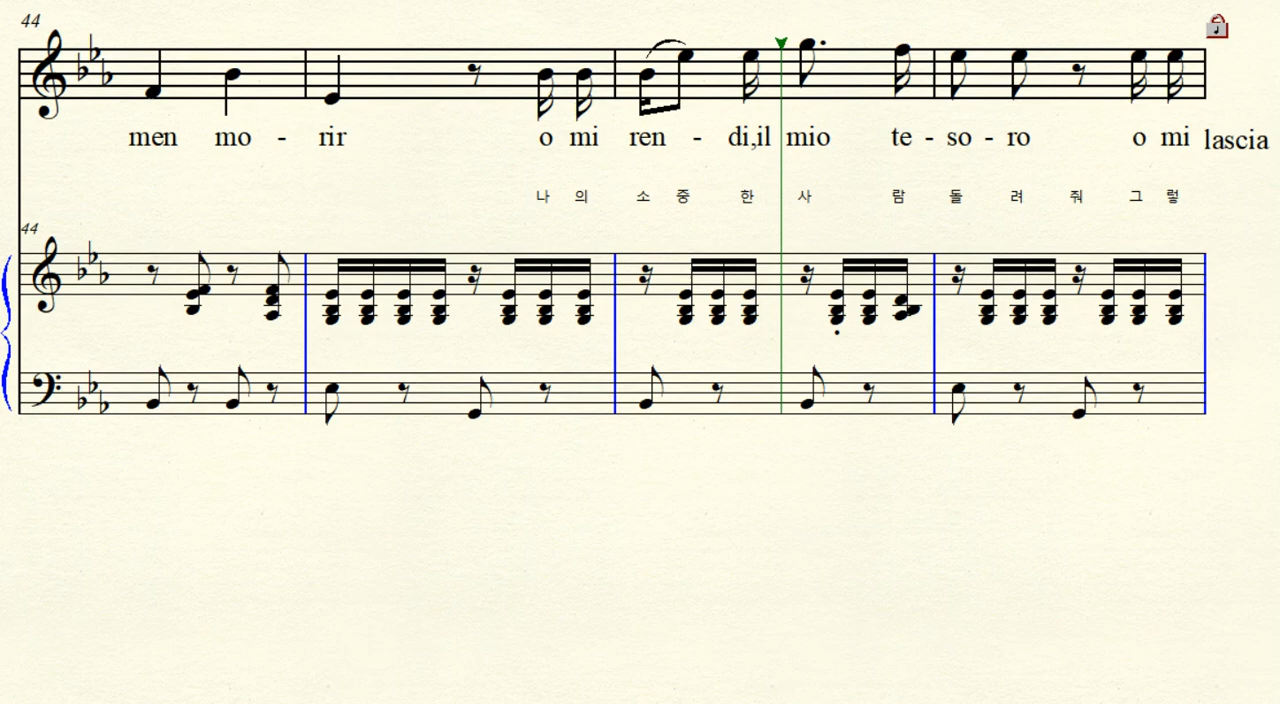 44
men mo - rir o mi ren - di,il mio te - so - ro o mi lascia
나 의 소 중 한 사 람 돌 려 줘 그 렇
44